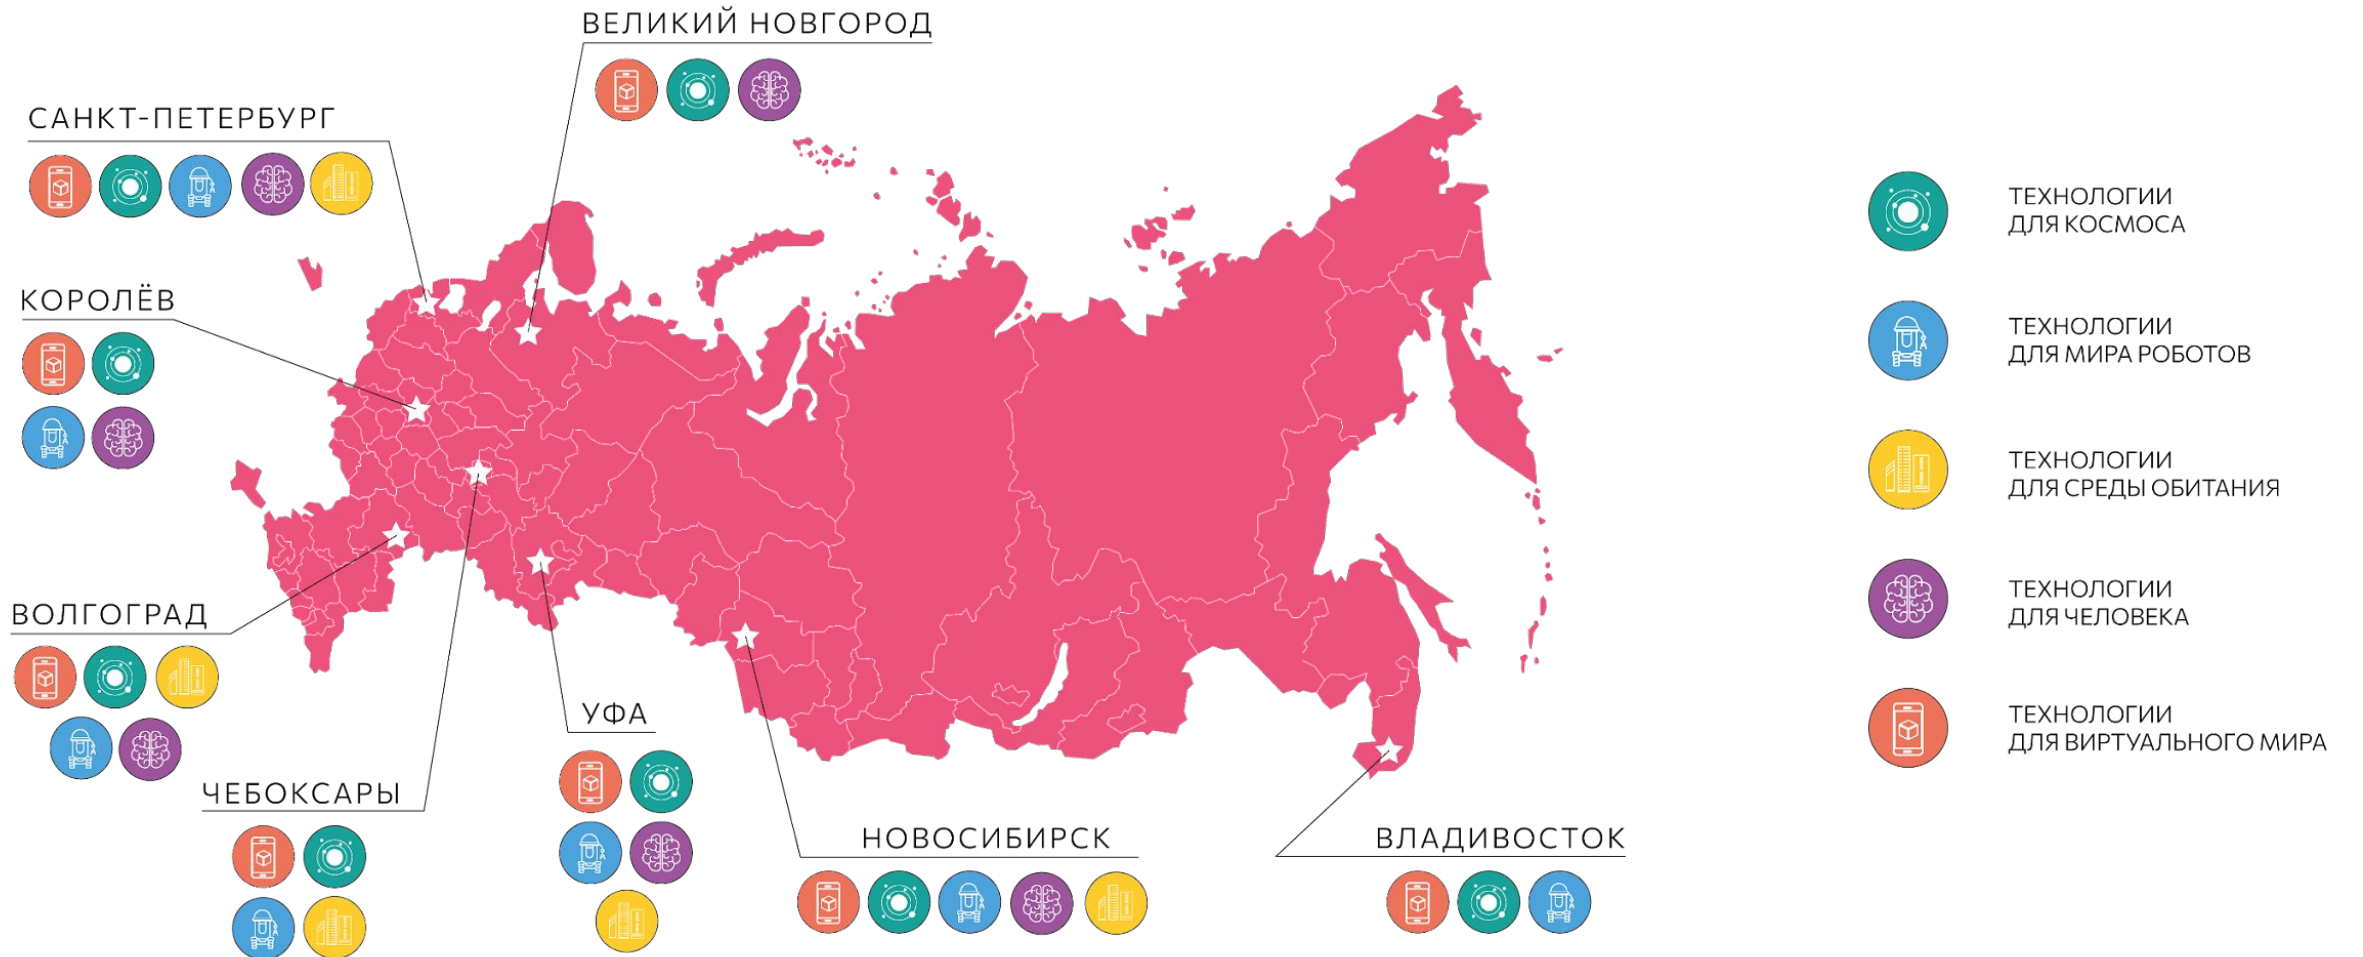 ВЕЛИКИЙ НОВГОРОД
САНКТ-ПЕТЕРБУРГ
КОРОЛЁВ
ВОЛГОГРАД
ЧЕБОКСАРЫ
УФА
НОВОСИБИРСК
ВЛАДИВОСТОК
ТЕХНОЛОГИИ
ДЛЯ КОСМОСА
ТЕХНОЛОГИИ
ДЛЯ МИРА РОБОТОВ
ТЕХНОЛОГИИ
ДЛЯ СРЕДЫ ОБИТАНИЯ
ТЕХНОЛОГИИ
ДЛЯ ЧЕЛОВЕКА
ТЕХНОЛОГИИ
ДЛЯ ВИРТУАЛЬНОГО МИРА